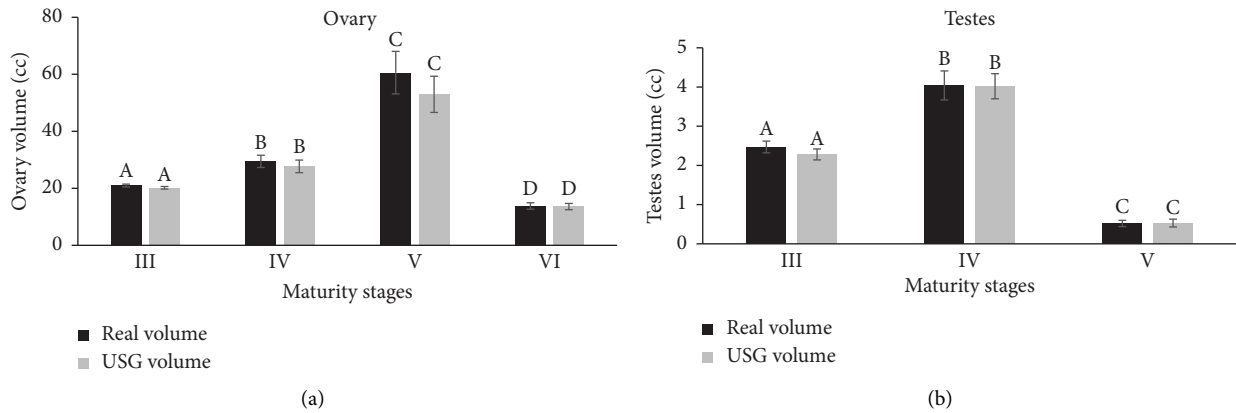 Ovary
Ovary volume (cc)
80
60
40
20
0
A
A
B
B
C
C
D
D
III
IV
V
VI
Maturity stages
Real volume
USG volume
(a)
Testes
Testes volume (cc)
5
4
3
2
1
0
A
A
B
B
C
C
III
IV
V
Maturity stages
Real volume
USG volume
(b)